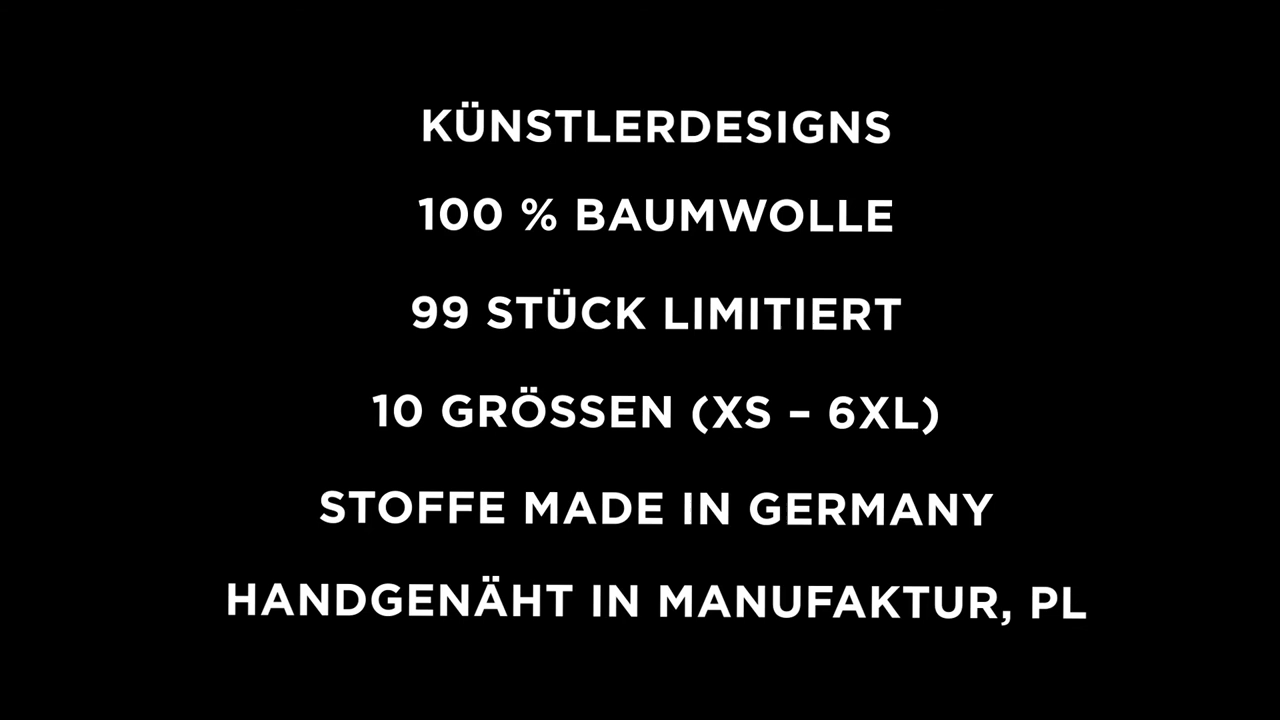 KÜNSTLERDESIGNS
100 % BAUMWOLLE
99 STÜCK LIMITIERT
10 GRÖSSEN (XS – 6XL)
STOFFE MADE IN GERMANY
HANDGENÄHT IN MANUFAKTUR, PL